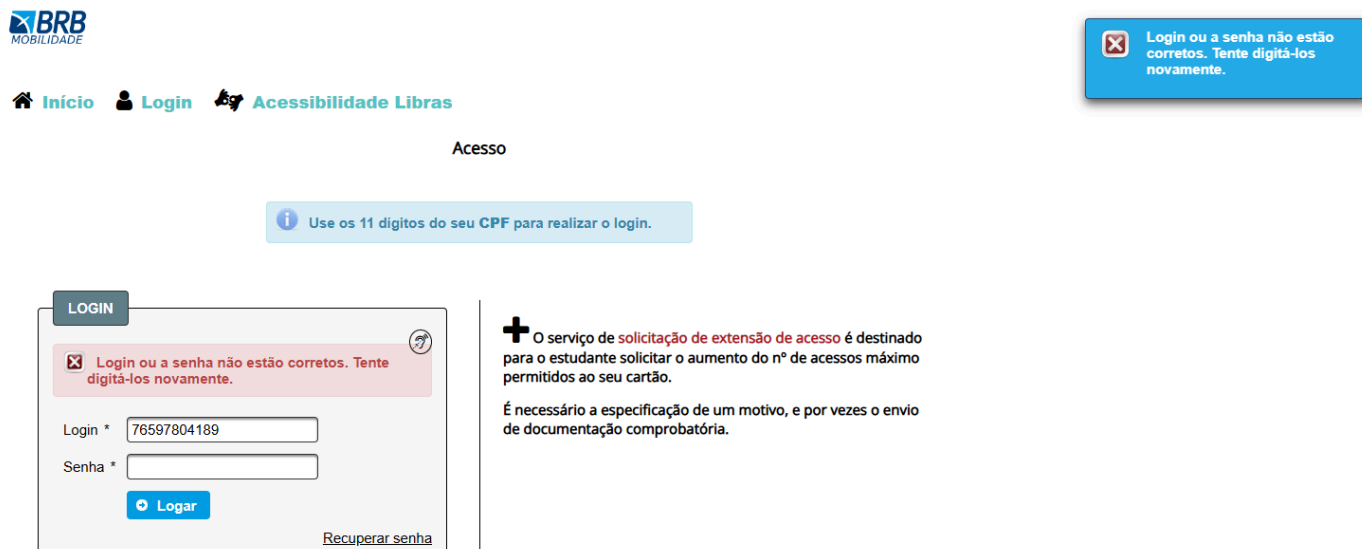 BRB
MOBILIDADE
Login ou a senha não estão
corretos. Tente digitá-los
novamente.
Início Login Acessibilidade Libras
Acesso
Use os 11 digitos do seu CPF para realizar o login.
LOGIN
Login ou a senha não estão corretos. Tente
digitá-los novamente.
Login * 76597804189
Senha *
Logar
Recuperar senha
O serviço de solicitação de extensão de acesso é destinado
para o estudante solicitar o aumento do nº de acessos máximo
permitidos ao seu cartão.
É necessário a especificação de um motivo, e por vezes o envio
de documentação comprobatória.